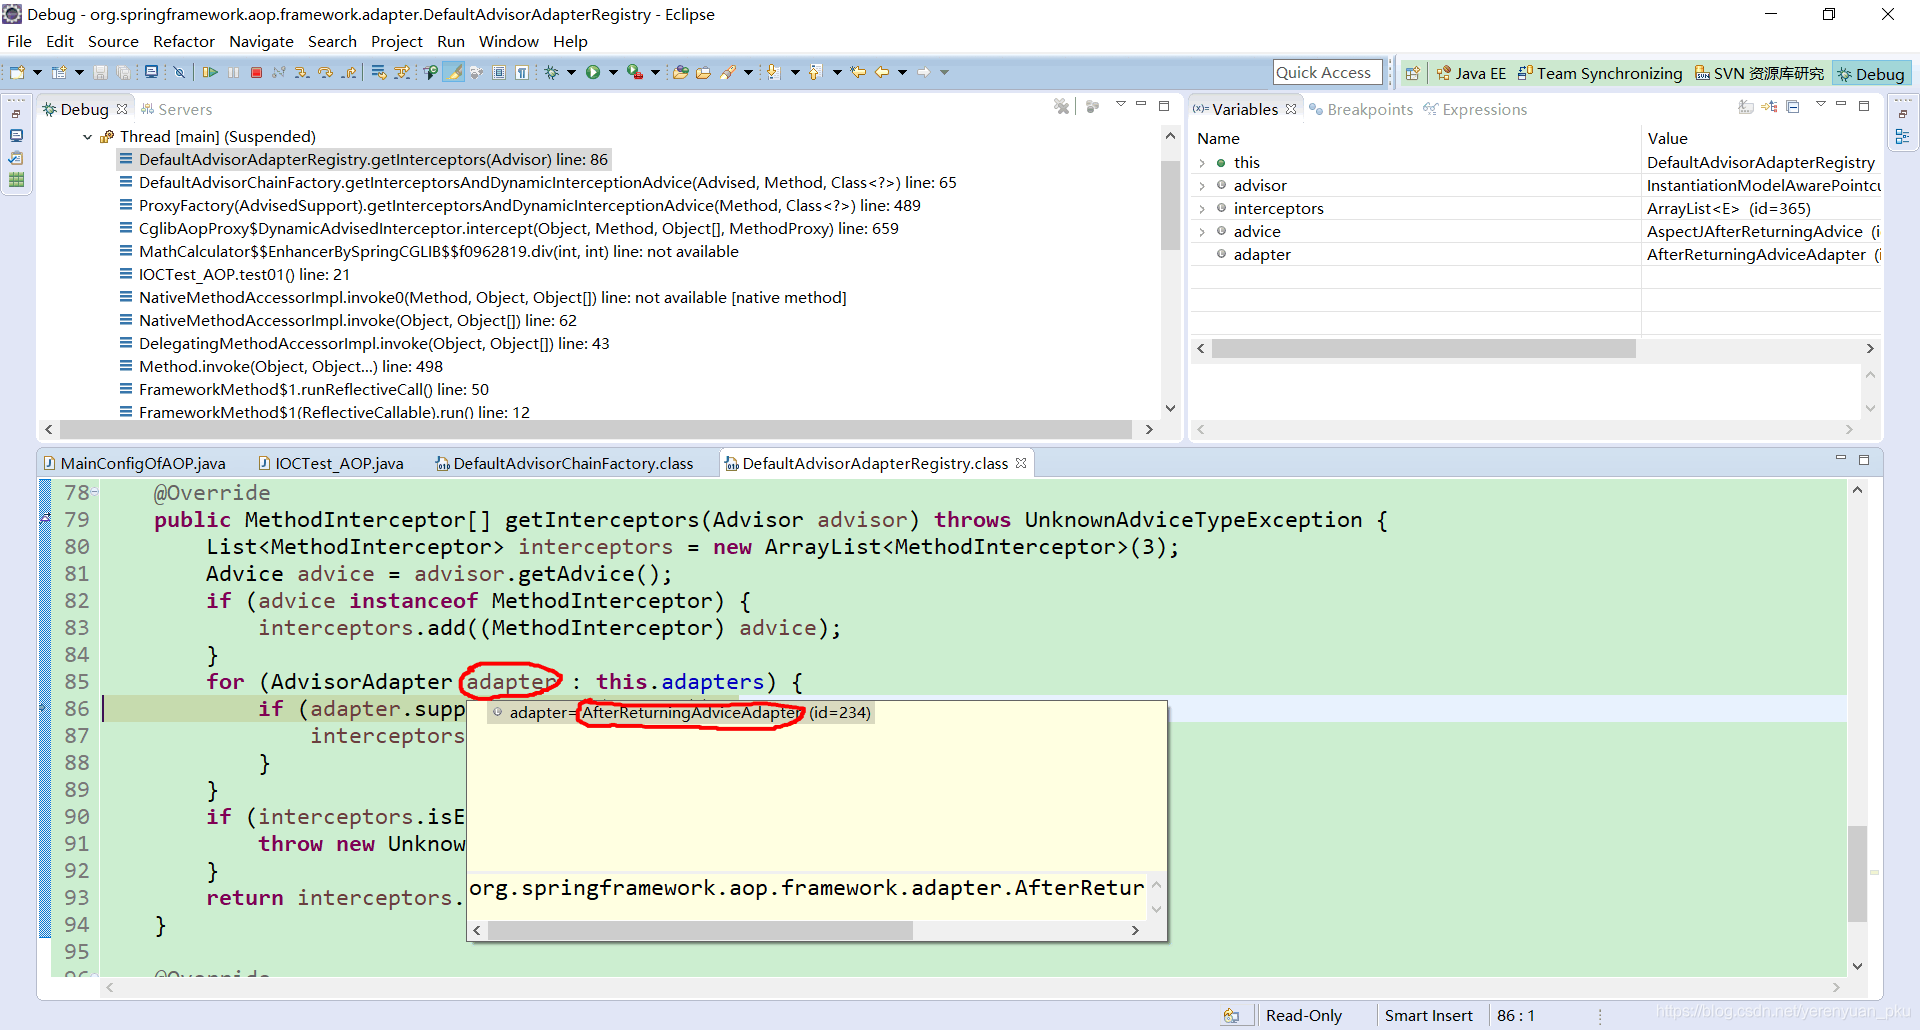 Debug - org.springframework.aop.framework.adapter.DefaultAdvisorAdapterRegistry - Eclipse
File Edit Source Refactor Navigate Search Project Run Window Help
Quick Access
Java EE
Team Synchronizing
SVN 资源库研究
Debug
Debug
Servers
Thread [main] (Suspended)
DefaultAdvisorAdapterRegistry.getInterceptors(Advisor) line: 86
DefaultAdvisorChainFactory.getInterceptorsAndDynamicInterceptionAdvice(Advised, Method, Class<?>) line: 65
ProxyFactory(AdvisedSupport).getInterceptorsAndDynamicInterceptionAdvice(Method, Class<?>) line: 489
CglibAopProxy$DynamicAdvisedInterceptor.intercept(Object, Method, Object[], MethodProxy) line: 659
MathCalculator$$EnhancerBySpringCGLIB$$f0962819.div(int, int) line: not available
IOCTest_AOP.test01() line: 21
NativeMethodAccessorImpl.invoke0(Method, Object, Object[]) line: not available [native method]
NativeMethodAccessorImpl.invoke(Object, Object[]) line: 62
DelegatingMethodAccessorImpl.invoke(Object, Object[]) line: 43
Method.invoke(Object, Object...) line: 498
FrameworkMethod$1.runReflectiveCall() line: 50
FrameworkMethod$1(ReflectiveCallable).run() line: 12
(x)= Variables
Breakpoints
Expressions
Name Value
this DefaultAdvisorAdapterRegistry
advisor InstantiationModelAwarePointcu
interceptors ArrayList<E> (id=365)
advice AspectJAfterReturningAdvice (i
adapter AfterReturningAdviceAdapter (i
MainConfigOfAOP.java
IOCTest_AOP.java
DefaultAdvisorChainFactory.class
DefaultAdvisorAdapterRegistry.class
78 @Override
79 public MethodInterceptor[] getInterceptors(Advisor advisor) throws UnknownAdviceTypeException {
80 List<MethodInterceptor> interceptors = new ArrayList<MethodInterceptor>(3);
81 Advice advice = advisor.getAdvice();
82 if (advice instanceof MethodInterceptor) {
83 interceptors.add((MethodInterceptor) advice);
84 }
85 for (AdvisorAdapter adapter : this.adapters) {
86 if (adapter.supp
adapter= AfterReturningAdviceAdapter (id=234)
87 interceptors
88 }
89 }
90 if (interceptors.isE
91 throw new Unknow
92 }
org.springframework.aop.framework.adapter.AfterRetur
93 return interceptors.
94 }
95
96 @Override
Read-Only Smart Insert 86 : 1
https://blog.csdn.net/yerenyuan_pku